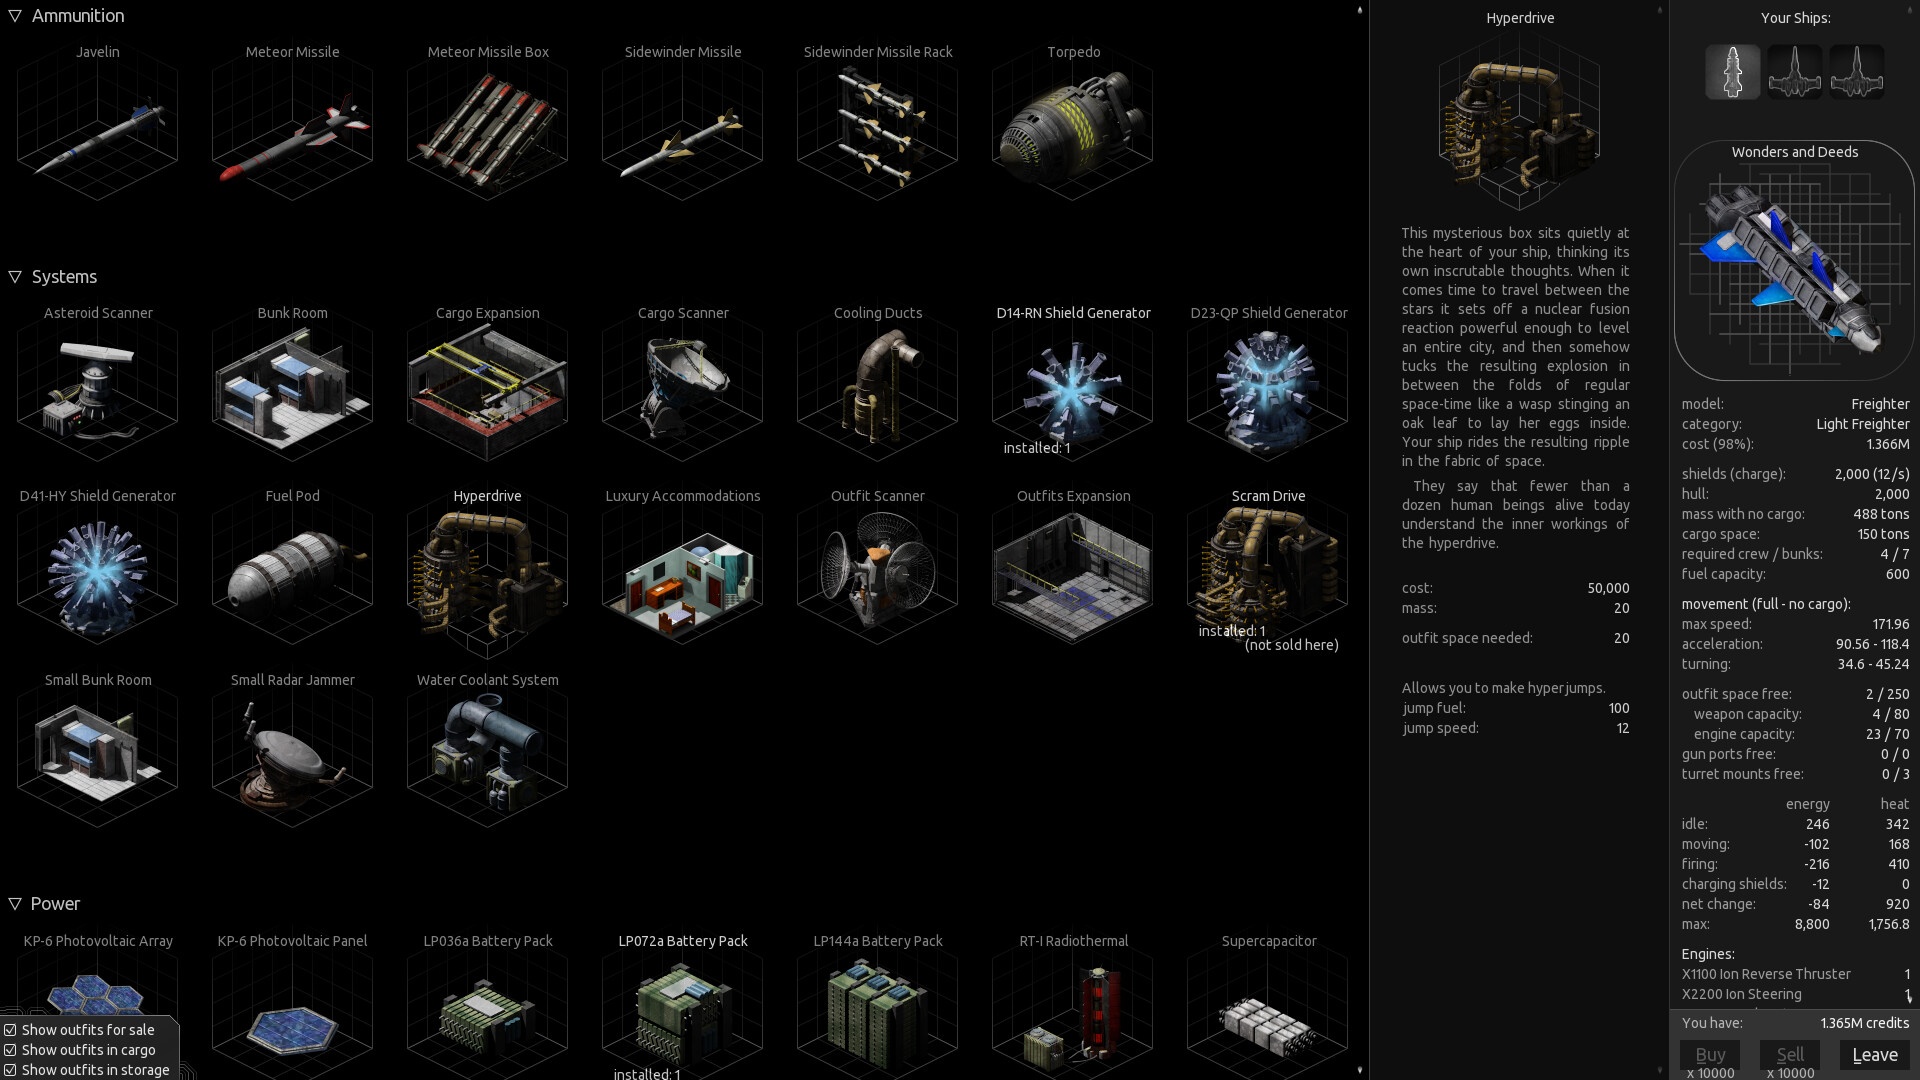 ▽ Ammunition
Javelin
Meteor Missile
Meteor Missile Box
Sidewinder Missile
Sidewinder Missile Rack
Torpedo
▽ Systems
Asteroid Scanner
Bunk Room
Cargo Expansion
Cargo Scanner
Cooling Ducts
D14-RN Shield Generator
D23-QP Shield Generator
installed: 1
D41-HY Shield Generator
Fuel Pod
Hyperdrive
Luxury Accommodations
Outfit Scanner
Outfits Expansion
Scram Drive
installed: 1
(not sold here)
Small Bunk Room
Small Radar Jammer
Water Coolant System
▽ Power
KP-6 Photovoltaic Array
KP-6 Photovoltaic Panel
LP036a Battery Pack
LP072a Battery Pack
LP144a Battery Pack
RT-I Radiothermal
Supercapacitor
installed: 1
Show outfits for sale
Show outfits in cargo
Show outfits in storage
Hyperdrive
This mysterious box sits quietly at
the heart of your ship, thinking its
own inscrutable thoughts. When it
comes time to travel between the
stars it sets off a nuclear fusion
reaction powerful enough to level
an entire city, and then somehow
tucks the resulting explosion in
between the folds of regular
space-time like a wasp stinging an
oak leaf to lay her eggs inside.
Your ship rides the resulting ripple
in the fabric of space.
They say that fewer than a
dozen human beings alive today
understand the inner workings of
the hyperdrive.
cost: 50,000
mass: 20
outfit space needed: 20
Allows you to make hyperjumps.
jump fuel: 100
jump speed: 12
Your Ships:
Wonders and Deeds
model: Freighter
category: Light Freighter
cost (98%): 1.366M
shields (charge): 2,000 (12/s)
hull: 2,000
mass with no cargo: 488 tons
cargo space: 150 tons
required crew / bunks: 4 / 7
fuel capacity: 600
movement (full - no cargo):
max speed: 171.96
acceleration: 90.56 - 118.4
turning: 34.6 - 45.24
outfit space free: 2 / 250
weapon capacity: 4 / 80
engine capacity: 23 / 70
gun ports free: 0 / 0
turret mounts free: 0 / 3
energy heat
idle: 246 342
moving: -102 168
firing: -216 410
charging shields: -12 0
net change: -84 920
max: 8,800 1,756.8
Engines:
X1100 Ion Reverse Thruster 1
X2200 Ion Steering 1
You have: 1.365M credits
Buy Sell Leave
x 10000 x 10000